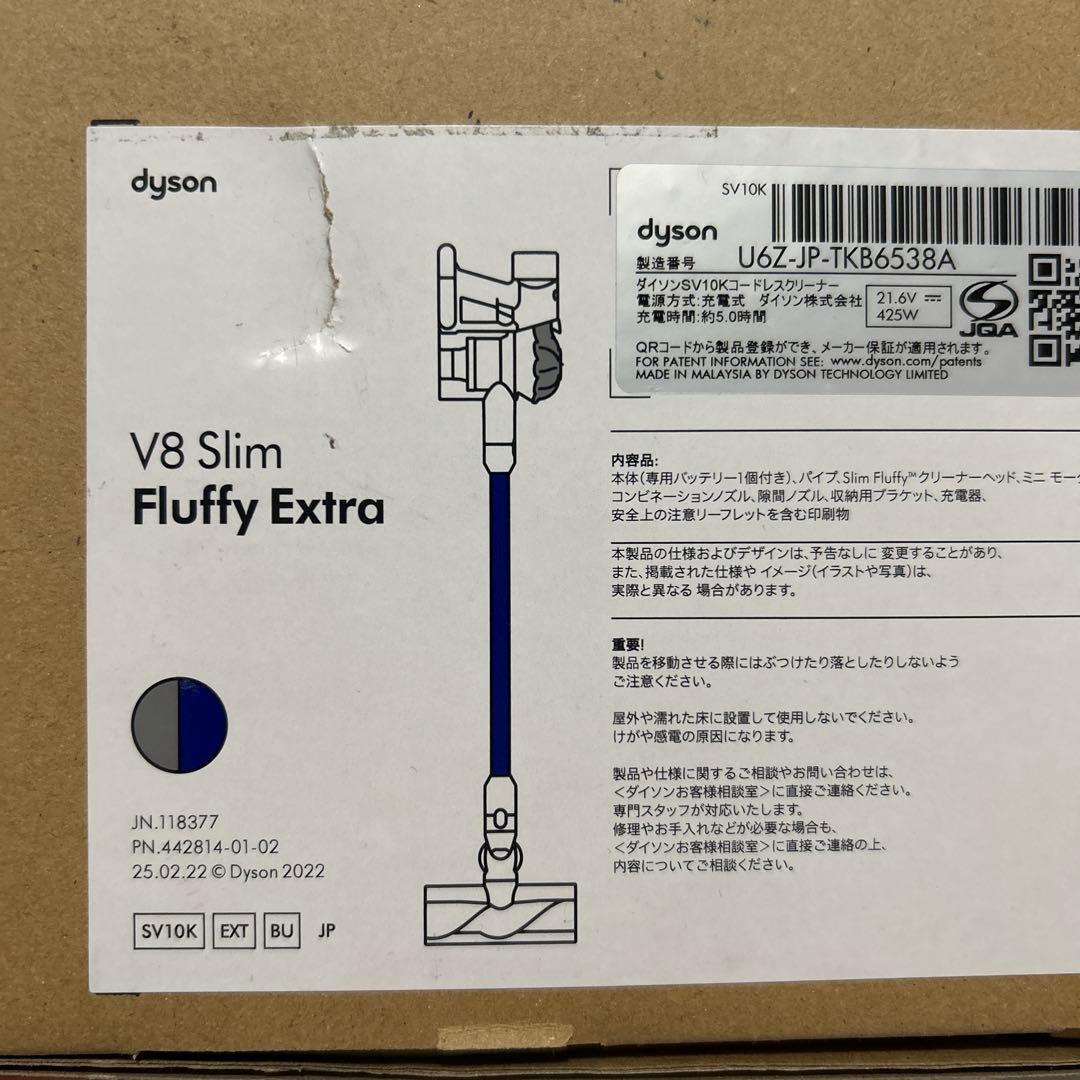 dyson
V8 Slim
Fluffy Extra
JN.118377
PN.442814-01-02
25.02.22 © Dyson 2022
SV10K EXT BU JP
SV10K
dyson
製造番号 U6Z-JP-TKB6538A
ダイソンSV10Kコードレスクリーナー
電源方式:充電式 ダイソン株式会社
充電時間:約5.0時間
21.6V ⎓
425W
JQA
QRコードから製品登録ができ、メーカー保証が適用されます。
FOR PATENT INFORMATION SEE: www.dyson.com/patents
MADE IN MALAYSIA BY DYSON TECHNOLOGY LIMITED
内容品:
本体(専用バッテリー1個付き)、パイプ、Slim Fluffy™クリーナーヘッド、ミニ モー
コンビネーションノズル、隙間ノズル、収納用ブラケット、充電器、
安全上の注意リーフレットを含む印刷物
本製品の仕様およびデザインは、予告なしに 変更することがあり、
また、掲載された仕様や イメージ(イラストや写真)は、
実際と異なる 場合があります。
重要!
製品を移動させる際にはぶつけたり落としたりしないよう
ご注意ください。
屋外や濡れた床に設置して使用しないでください。
けがや感電の原因になります。
製品や仕様に関するご相談やお問い合わせは、
<ダイソンお客様相談室>に直接ご連絡ください。
専門スタッフが対応いたします。
修理やお手入れなどが必要な場合も、
<ダイソンお客様相談室>に直接ご連絡の上、
内容についてご相談ください。